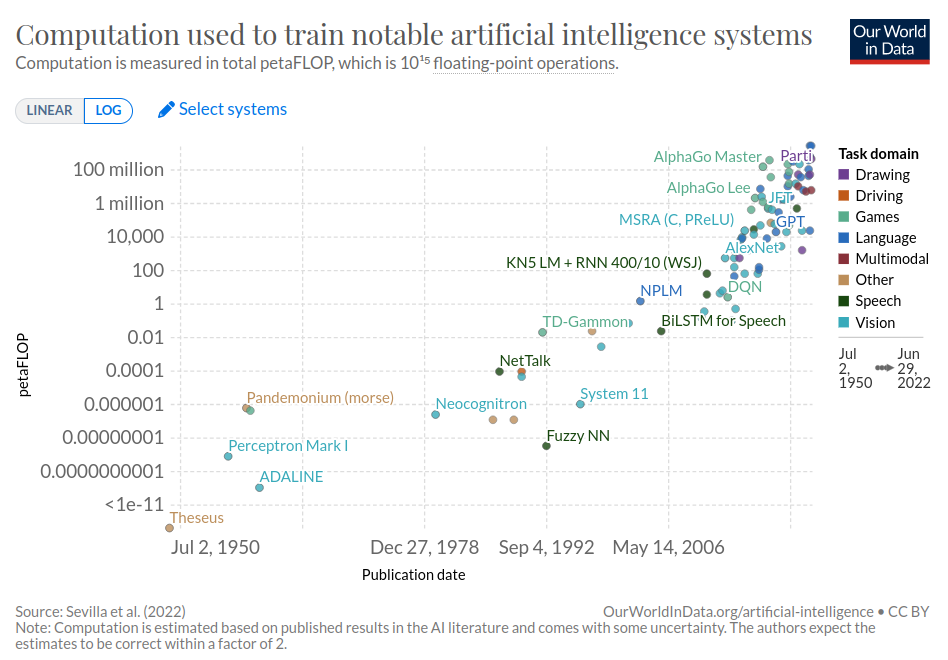 Computation used to train notable artificial intelligence systems
Our World
in Data
Computation is measured in total petaFLOP, which is 10¹⁵ floating-point operations.
LINEAR
LOG
Select systems
Task domain
Drawing
Driving
Games
Language
Multimodal
Other
Speech
Vision
Jul
2,
1950
Jun
29,
2022
petaFLOP
100 million
1 million
10,000
100
1
0.01
0.0001
0.000001
0.00000001
0.0000000001
<1e-11
AlphaGo Master
Parti
AlphaGo Lee
JFT
MSRA (C, PReLU)
GPT
AlexNet
KN5 LM + RNN 400/10 (WSJ)
DQN
NPLM
TD-Gammon
BiLSTM for Speech
NetTalk
Pandemonium (morse)
System 11
Neocognitron
Fuzzy NN
Perceptron Mark I
ADALINE
Theseus
Jul 2, 1950
Dec 27, 1978
Sep 4, 1992
May 14, 2006
Publication date
Source: Sevilla et al. (2022)
OurWorldInData.org/artificial-intelligence • CC BY
Note: Computation is estimated based on published results in the AI literature and comes with some uncertainty. The authors expect the
estimates to be correct within a factor of 2.